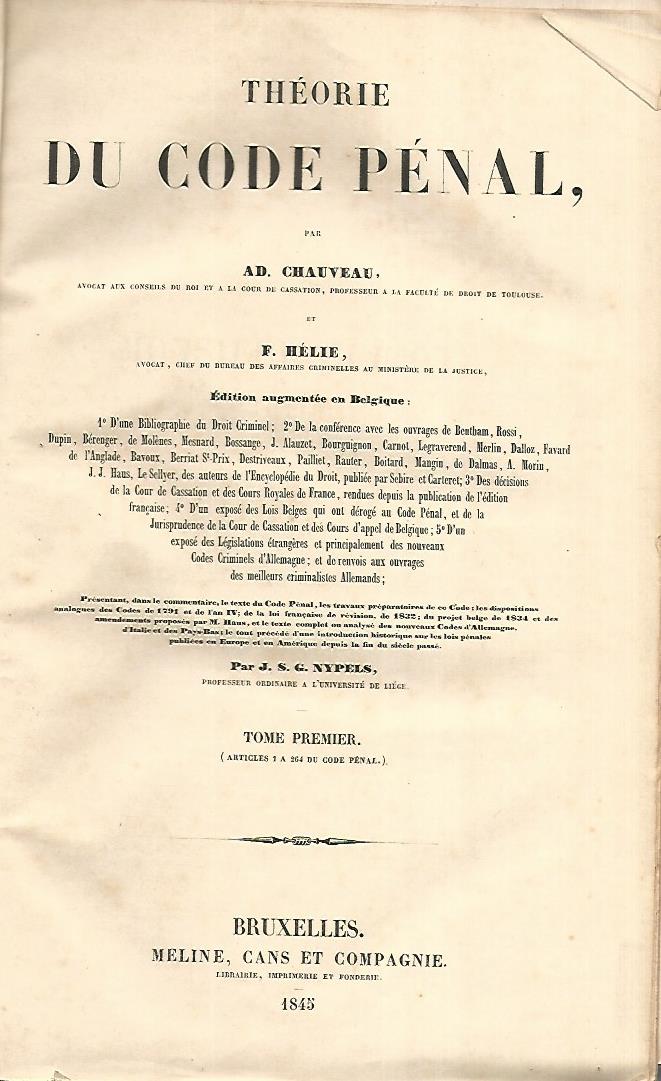 THÉORIE
DU CODE PÉNAL,
PAR
AD. CHAUVEAU,
AVOCAT AUX CONSEILS DU ROI ET A LA COUR DE CASSATION, PROFESSEUR A LA FACULTÉ DE DROIT DE TOULOUSE.
ET
F. HÉLIE,
AVOCAT, CHEF DU BUREAU DES AFFAIRES CRIMINELLES AU MINISTÈRE DE LA JUSTICE,
Édition augmentée en Belgique :
1° D'une Bibliographie du Droit Criminel; 2° De la conférence avec les ouvrages de Bentham, Rossi,
Dupin, Bérenger, de Molènes, Mesnard, Bossange, J. Alauzet, Bourguignon, Carnot, Legraverend, Merlin, Dalloz, Favard
de l'Anglade, Bavoux, Berriat St-Prix, Destriveaux, Pailliet, Rauter, Boitard, Mangin, de Dalmas, A. Morin,
J. J. Haus, Le Sellyer, des auteurs de l'Encyclopédie du Droit, publiée par Sebire et Carteret; 3° Des décisions
de la Cour de Cassation et des Cours Royales de France, rendues depuis la publication de l'édition
française; 4° D'un exposé des Lois Belges qui ont dérogé au Code Pénal, et de la
Jurisprudence de la Cour de Cassation et des Cours d'appel de Belgique; 5° D'un
exposé des Législations étrangères et principalement des nouveaux
Codes Criminels d'Allemagne; et de renvois aux ouvrages
des meilleurs criminalistes Allemands;
Présentant, dans le commentaire, le texte du Code Pénal, les travaux préparatoires de ce Code; les dispositions
analogues des Codes de 1791 et de l'an IV; de la loi française de révision, de 1832; du projet belge de 1834 et des
amendements proposés par M. Haus, et le texte complet ou analysé des nouveaux Codes d'Allemagne,
d'Italie et des Pays-Bas; le tout précédé d'une introduction historique sur les lois pénales
publiées en Europe et en Amérique depuis la fin du siècle passé.
Par J. S. G. NYPELS,
PROFESSEUR ORDINAIRE A L'UNIVERSITÉ DE LIÉGE.
TOME PREMIER.
(ARTICLES 1 A 264 DU CODE PÉNAL.)
BRUXELLES.
MELINE, CANS ET COMPAGNIE.
LIBRAIRIE, IMPRIMERIE ET FONDERIE.
1845